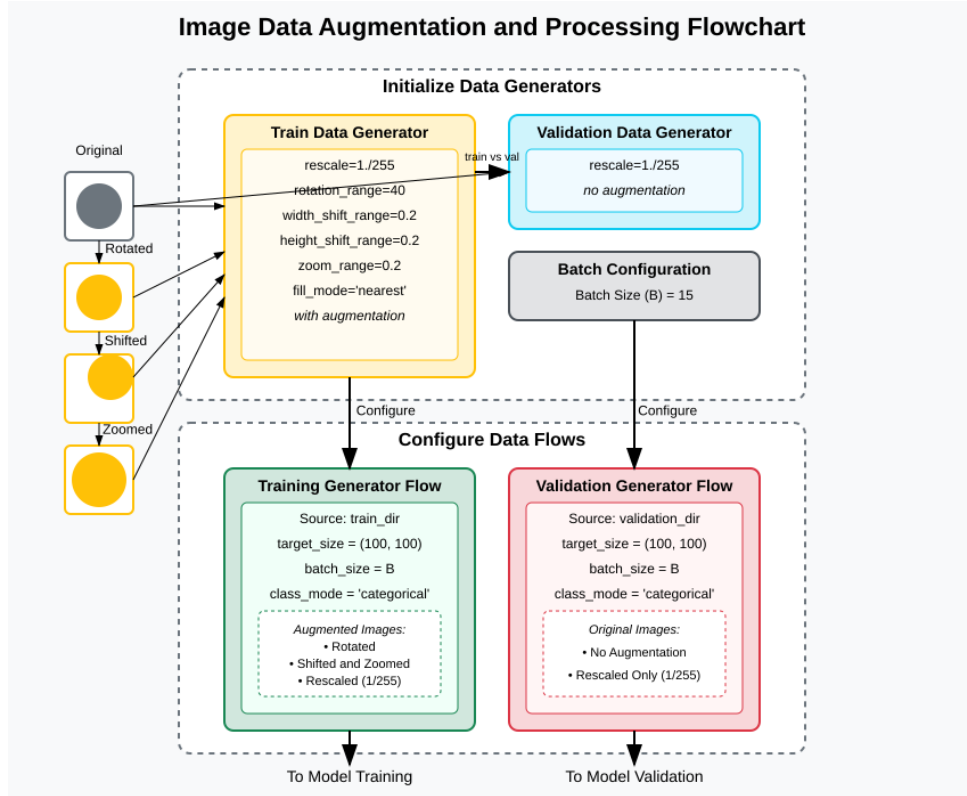 Image Data Augmentation and Processing Flowchart
Initialize Data Generators
Original
Rotated
Shifted
Zoomed
Train Data Generator
rescale=1./255
rotation_range=40
width_shift_range=0.2
height_shift_range=0.2
zoom_range=0.2
fill_mode='nearest'
with augmentation
train vs val
Validation Data Generator
rescale=1./255
no augmentation
Batch Configuration
Batch Size (B) = 15
Configure
Configure
Configure Data Flows
Training Generator Flow
Source: train_dir
target_size = (100, 100)
batch_size = B
class_mode = 'categorical'
Augmented Images:
• Rotated
• Shifted and Zoomed
• Rescaled (1/255)
Validation Generator Flow
Source: validation_dir
target_size = (100, 100)
batch_size = B
class_mode = 'categorical'
Original Images:
• No Augmentation
• Rescaled Only (1/255)
To Model Training
To Model Validation